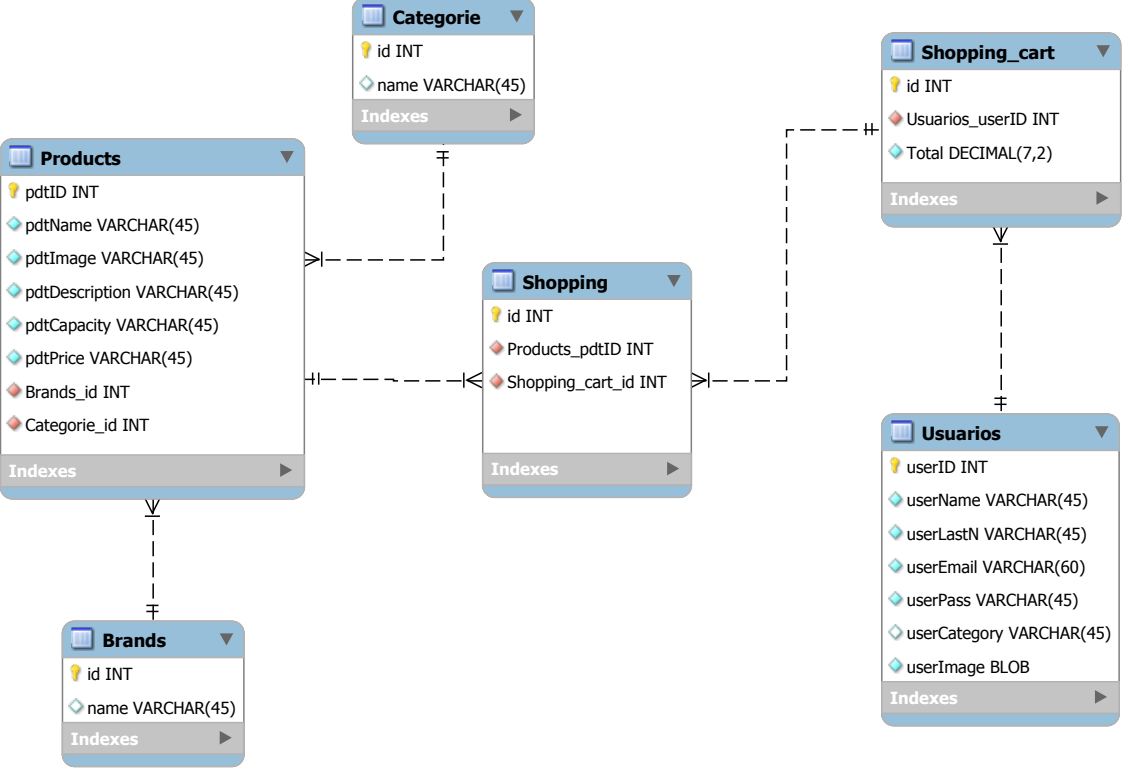 Categorie
id INT
name VARCHAR(45)
Indexes
Products
pdtID INT
pdtName VARCHAR(45)
pdtImage VARCHAR(45)
pdtDescription VARCHAR(45)
pdtCapacity VARCHAR(45)
pdtPrice VARCHAR(45)
Brands_id INT
Categorie_id INT
Indexes
Brands
id INT
name VARCHAR(45)
Indexes
Shopping
id INT
Products_pdtID INT
Shopping_cart_id INT
Indexes
Shopping_cart
id INT
Usuarios_userID INT
Total DECIMAL(7,2)
Indexes
Usuarios
userID INT
userName VARCHAR(45)
userLastN VARCHAR(45)
userEmail VARCHAR(60)
userPass VARCHAR(45)
userCategory VARCHAR(45)
userImage BLOB
Indexes